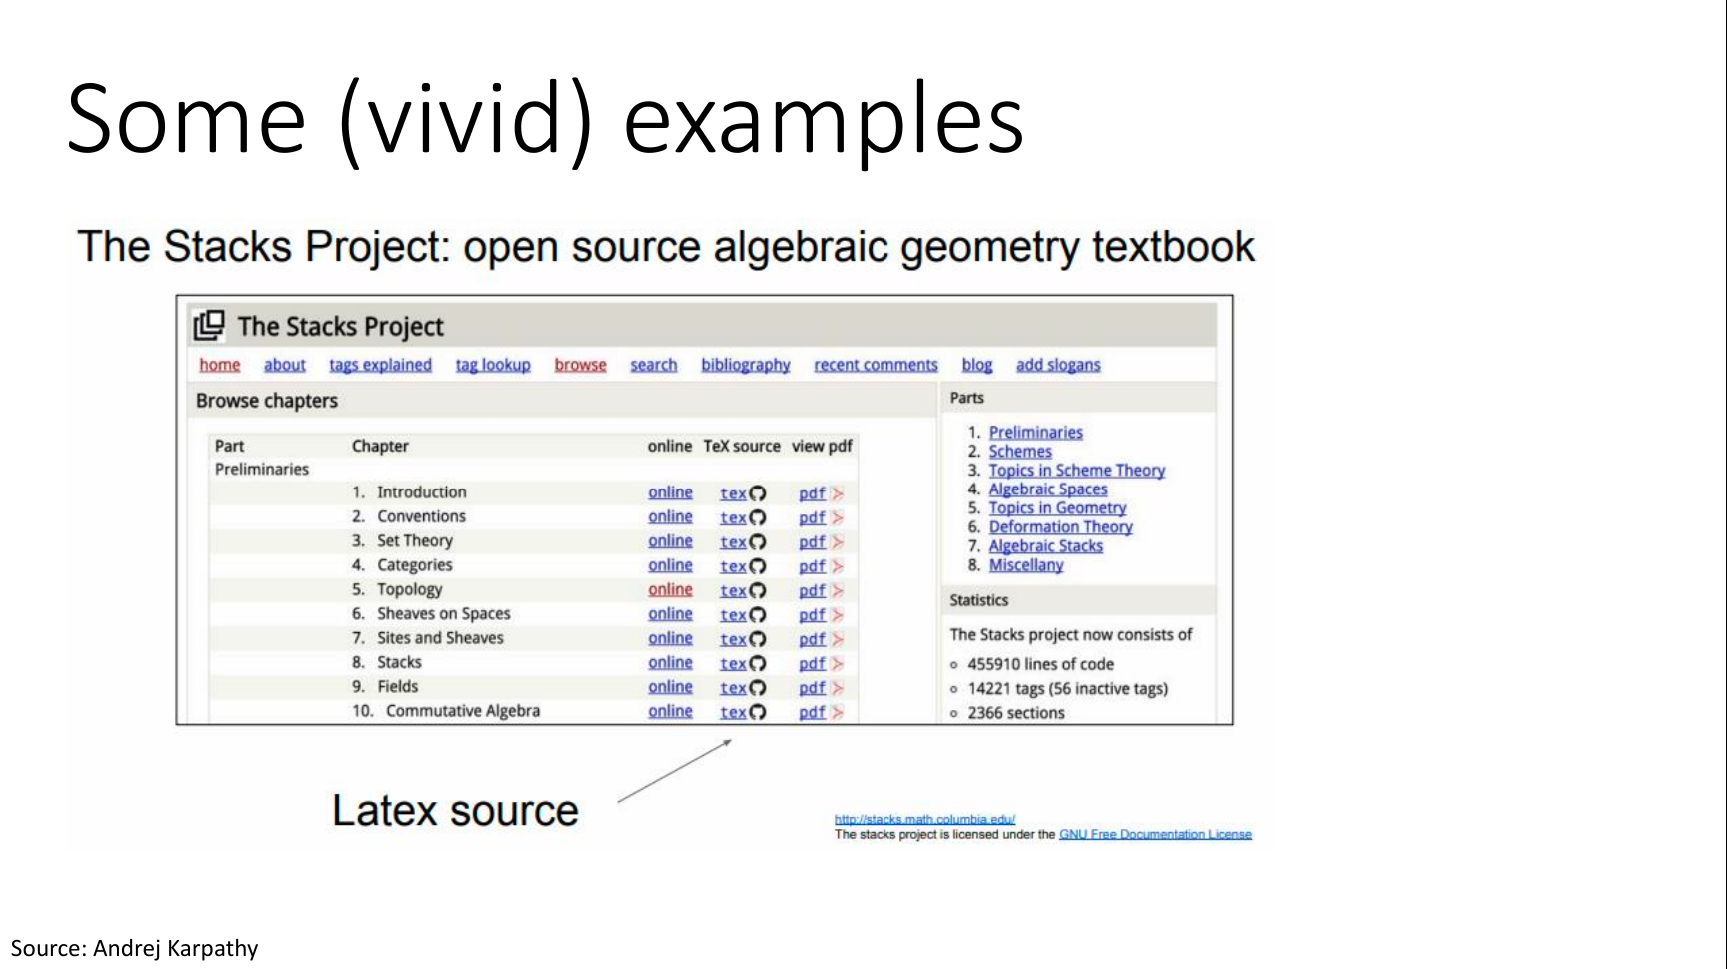 Some (vivid) examples
The Stacks Project: open source algebraic geometry textbook
The Stacks Project
home about tags explained tag lookup browse search bibliography recent comments blog add slogans
Browse chapters
Part Chapter online TeX source view pdf
Preliminaries
1. Introduction online tex pdf
2. Conventions online tex pdf
3. Set Theory online tex pdf
4. Categories online tex pdf
5. Topology online tex pdf
6. Sheaves on Spaces online tex pdf
7. Sites and Sheaves online tex pdf
8. Stacks online tex pdf
9. Fields online tex pdf
10. Commutative Algebra online tex pdf
Parts
1. Preliminaries
2. Schemes
3. Topics in Scheme Theory
4. Algebraic Spaces
5. Topics in Geometry
6. Deformation Theory
7. Algebraic Stacks
8. Miscellany
Statistics
The Stacks project now consists of
455910 lines of code
14221 tags (56 inactive tags)
2366 sections
Latex source
http://stacks.math.columbia.edu/
The stacks project is licensed under the GNU Free Documentation License
Source: Andrej Karpathy